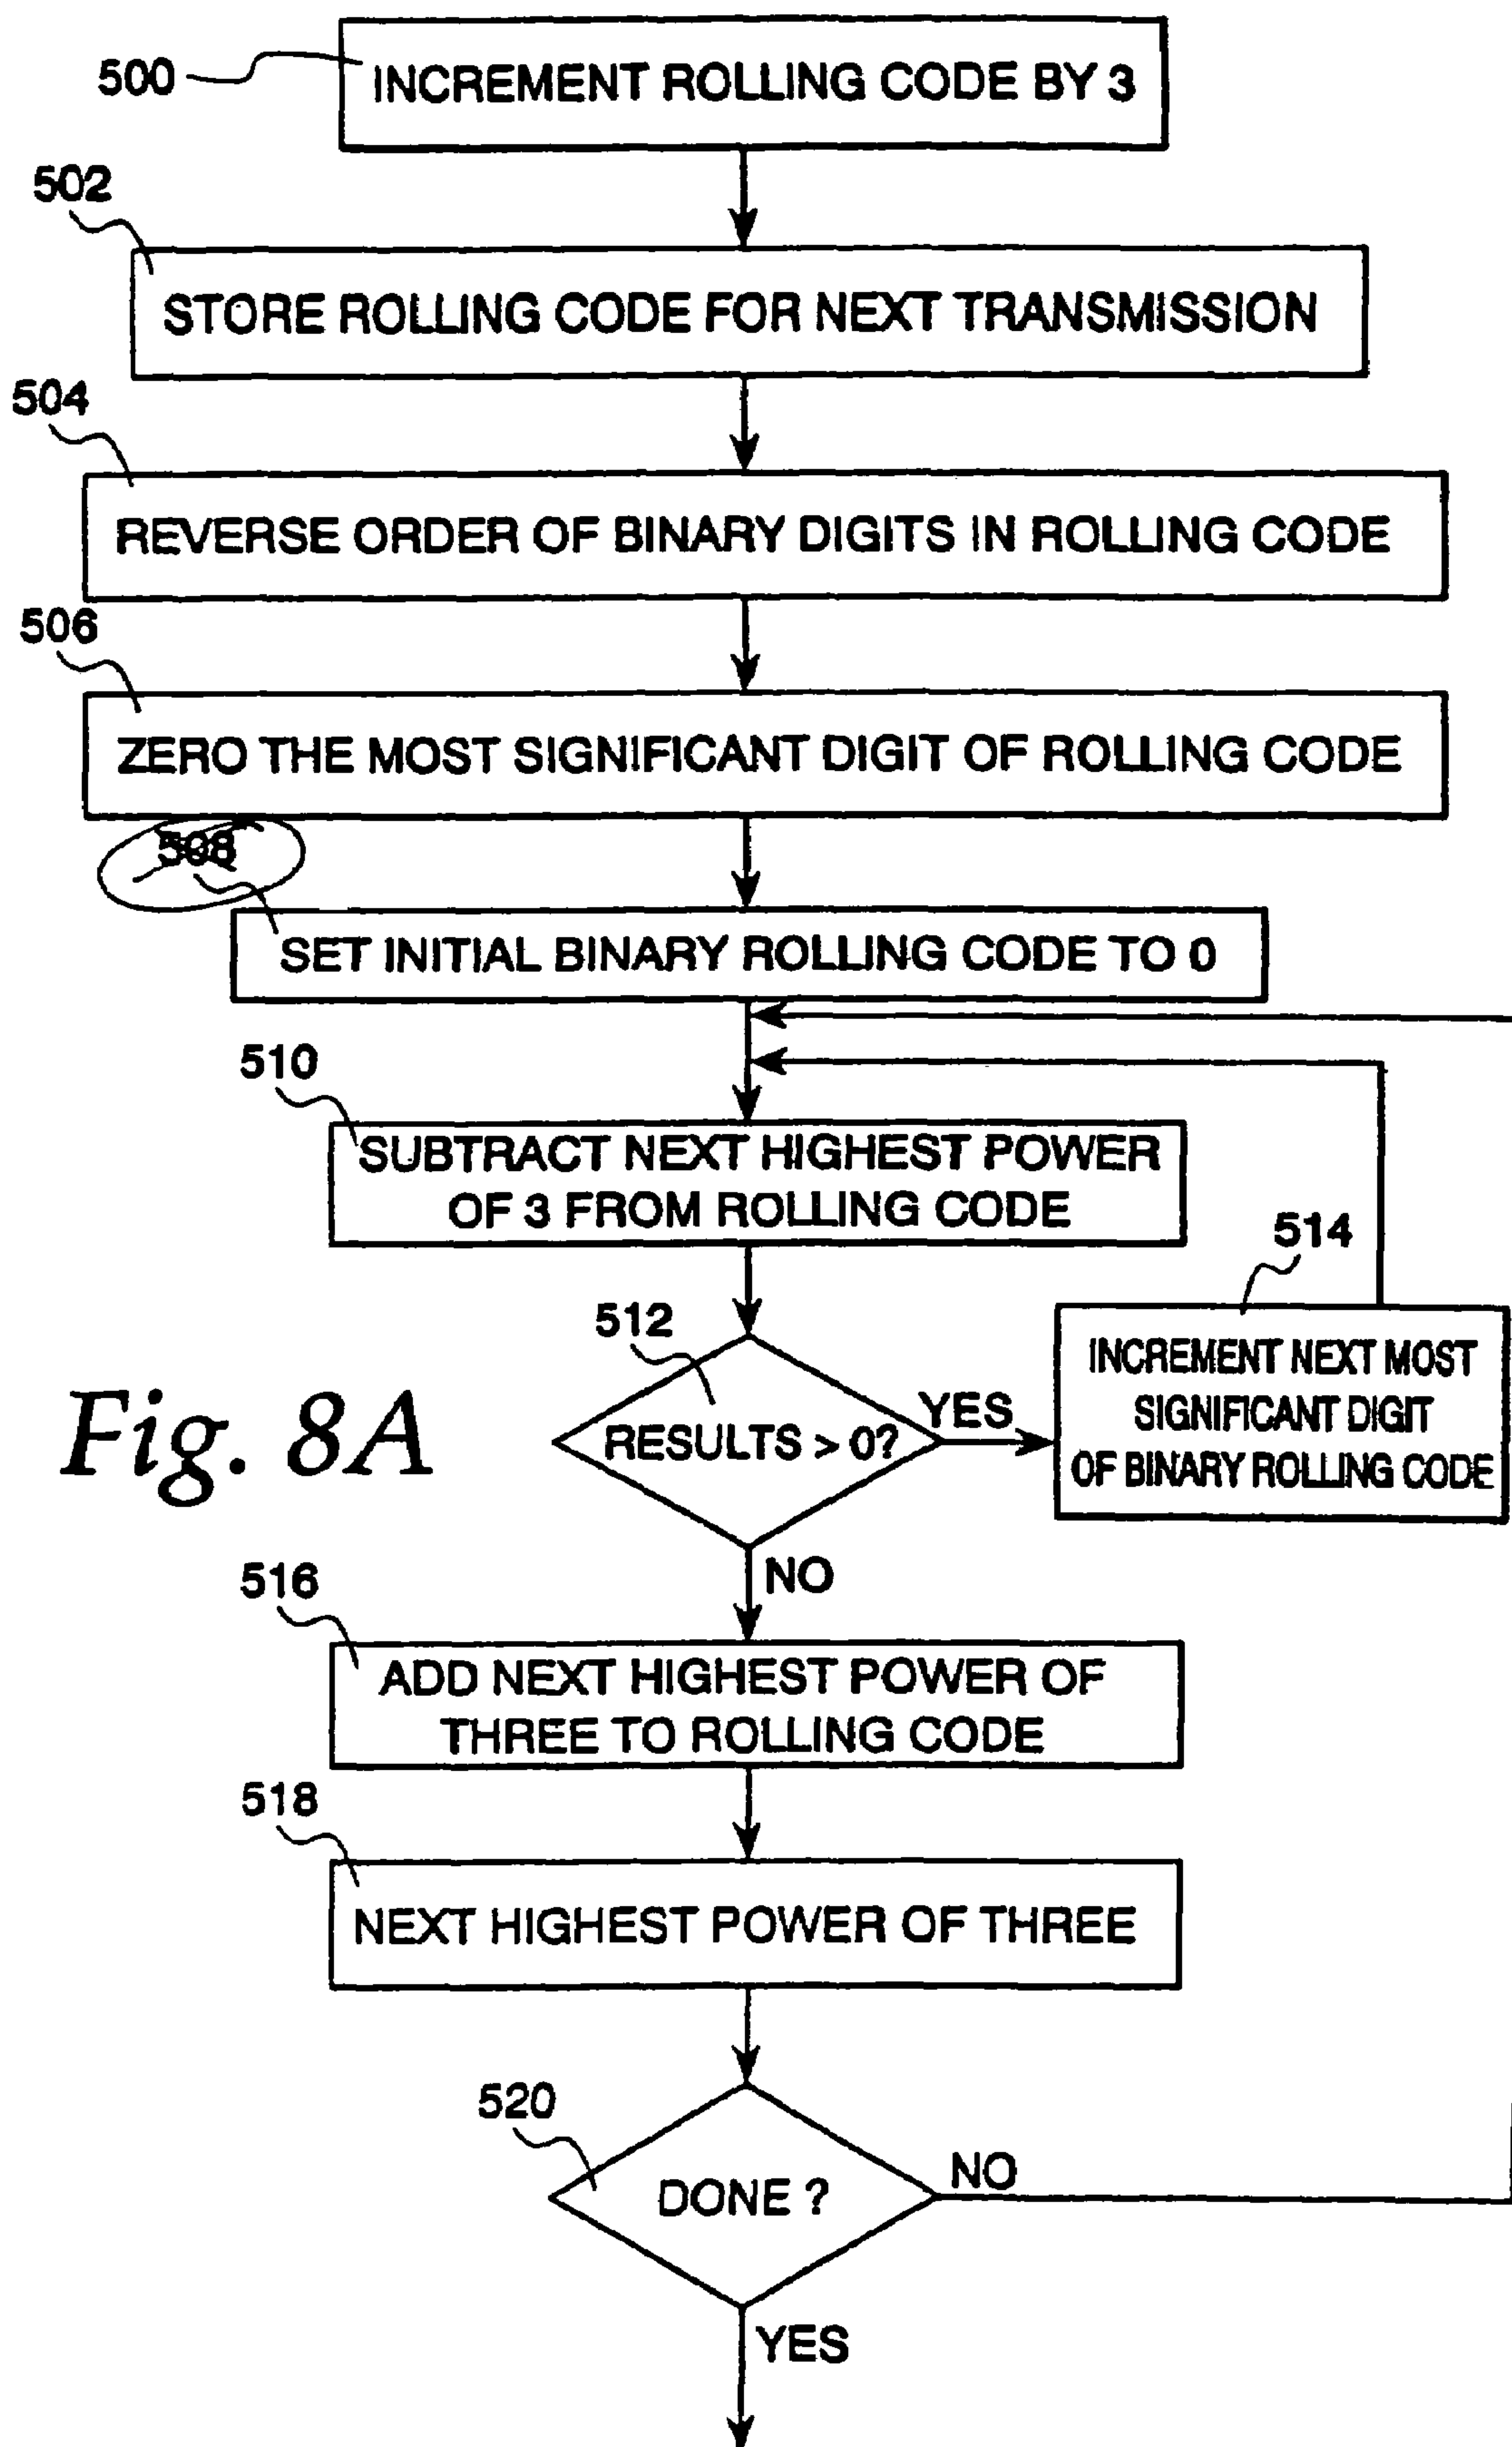 500
INCREMENT ROLLING CODE BY 3
502
STORE ROLLING CODE FOR NEXT TRANSMISSION
504
REVERSE ORDER OF BINARY DIGITS IN ROLLING CODE
506
ZERO THE MOST SIGNIFICANT DIGIT OF ROLLING CODE
508
SET INITIAL BINARY ROLLING CODE TO 0
510
SUBTRACT NEXT HIGHEST POWER
OF 3 FROM ROLLING CODE
514
INCREMENT NEXT MOST
SIGNIFICANT DIGIT
OF BINARY ROLLING CODE
512
RESULTS > 0?
YES
Fig. 8A
NO
516
ADD NEXT HIGHEST POWER OF
THREE TO ROLLING CODE
518
NEXT HIGHEST POWER OF THREE
520
DONE ?
NO
YES